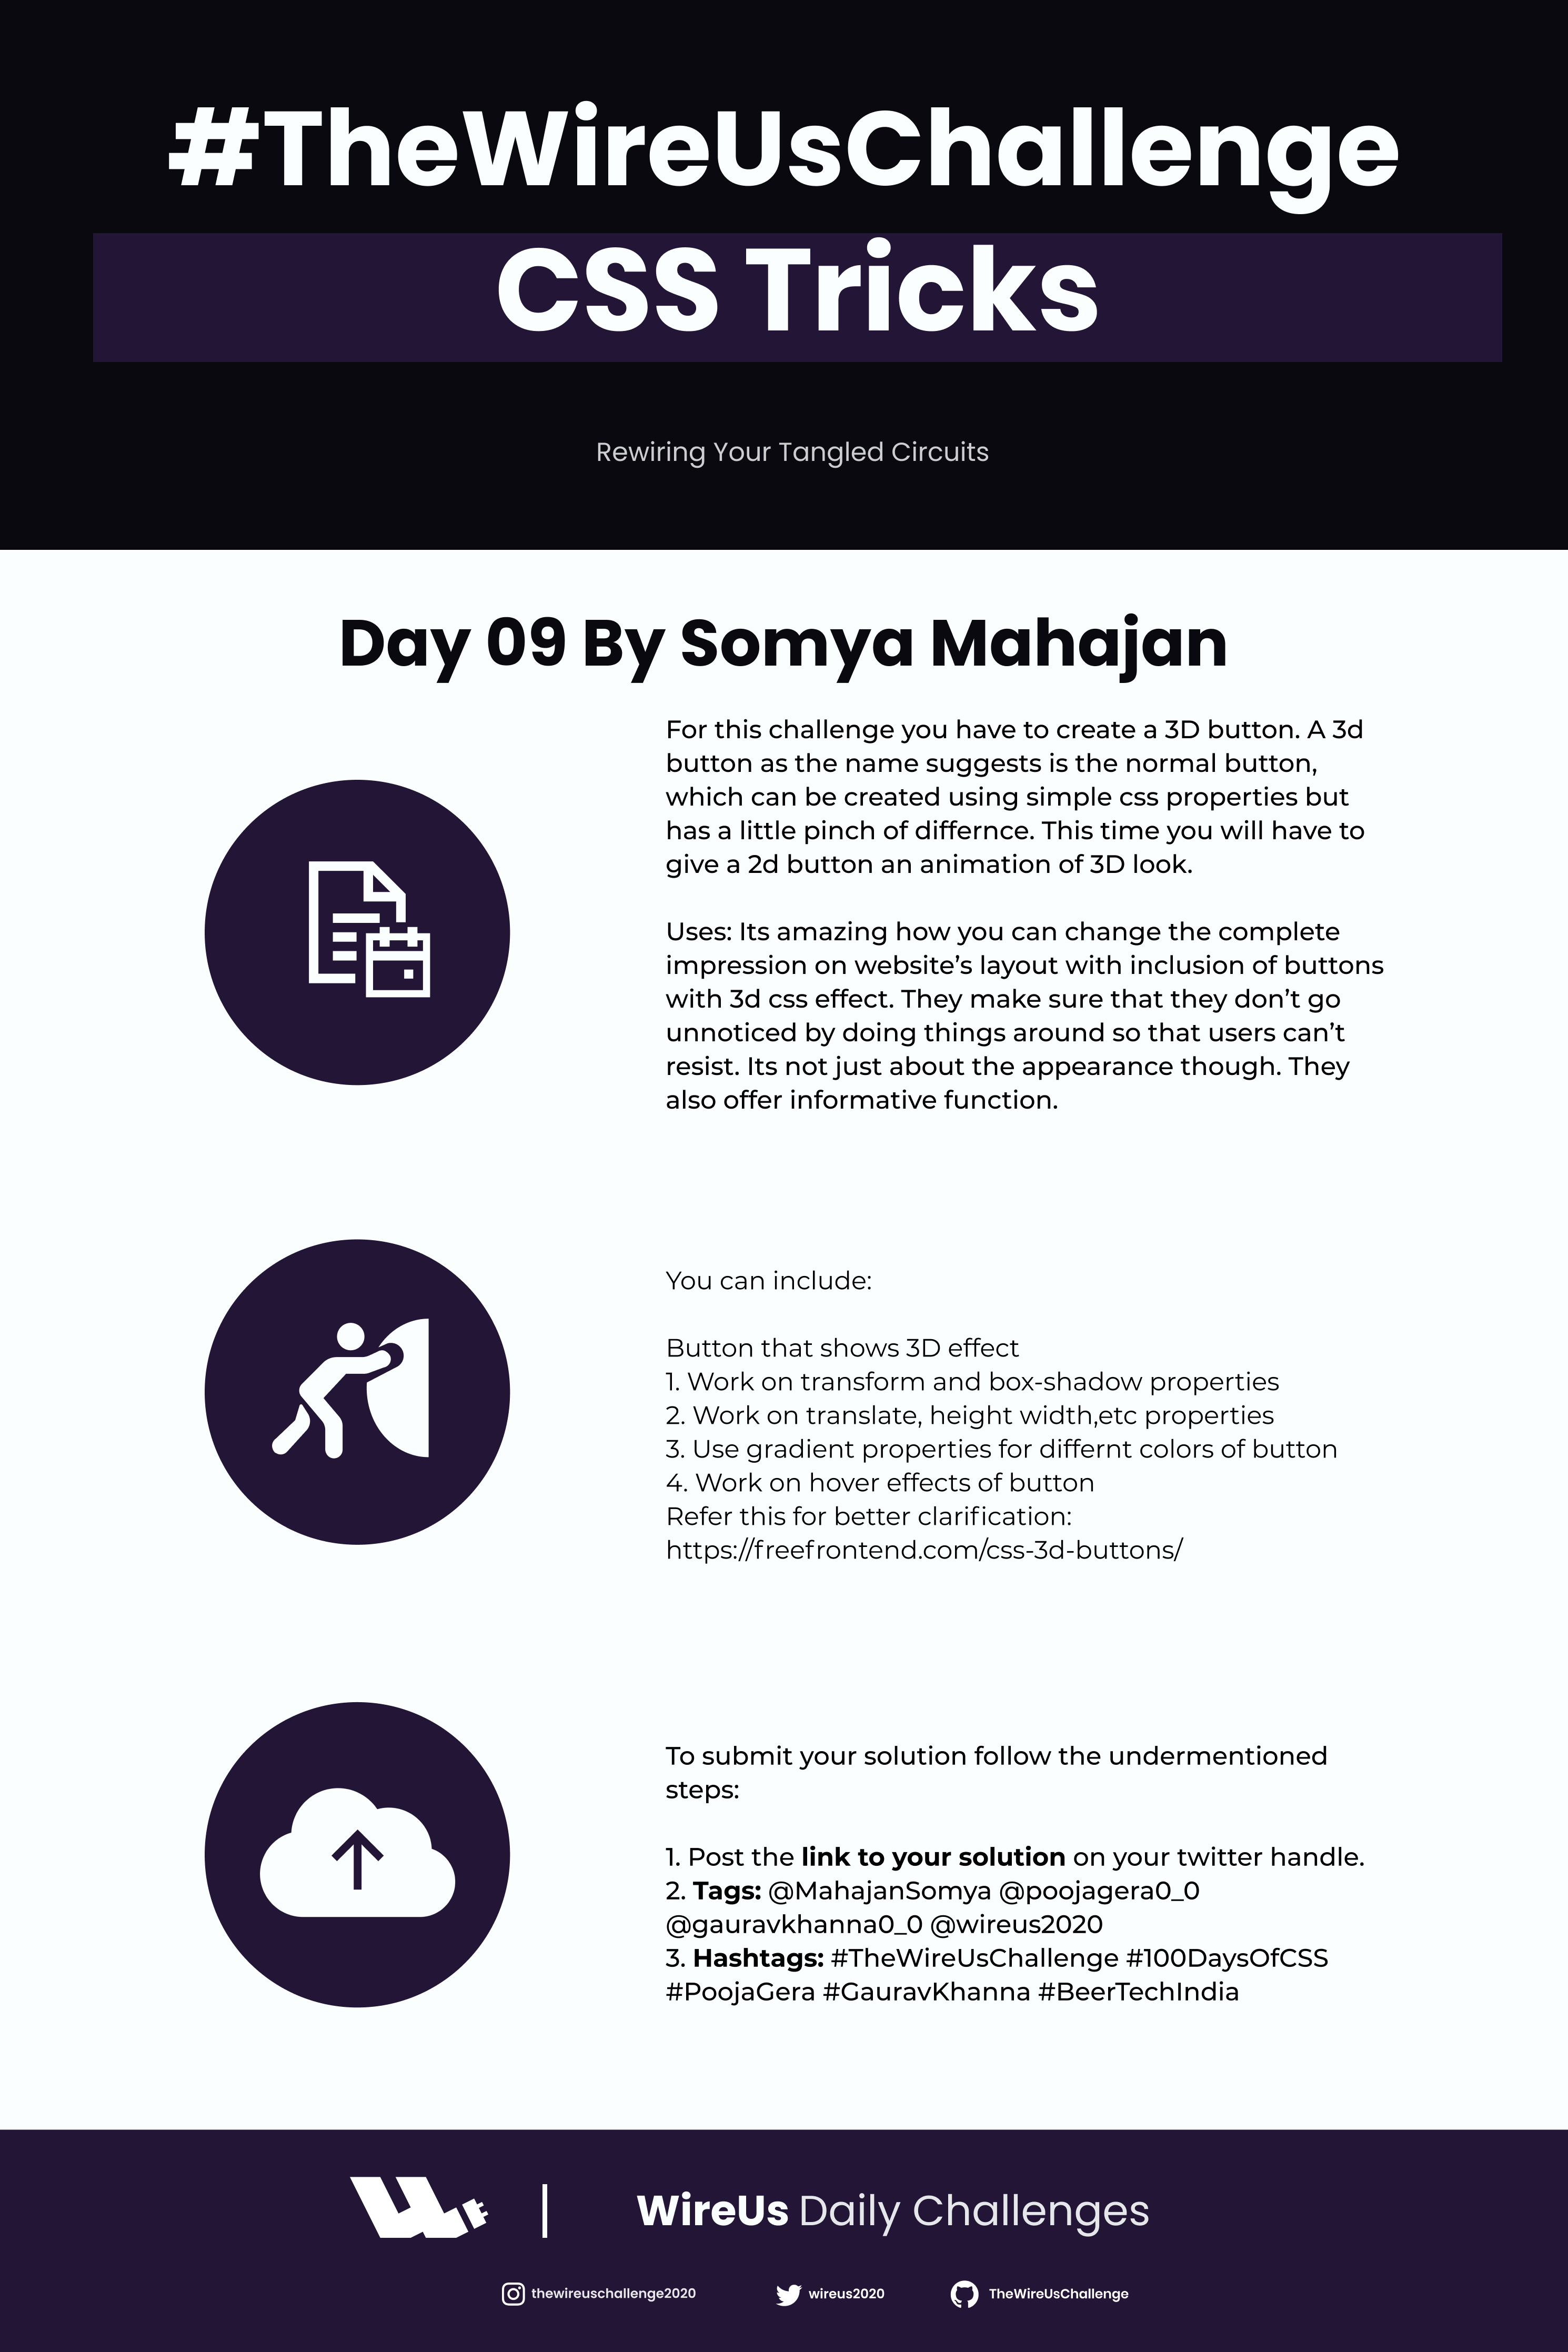 #TheWireUsChallenge
CSS Tricks
Rewiring Your Tangled Circuits
Day 09 By Somya Mahajan
For this challenge you have to create a 3D button. A 3d
button as the name suggests is the normal button,
which can be created using simple css properties but
has a little pinch of differnce. This time you will have to
give a 2d button an animation of 3D look.
Uses: Its amazing how you can change the complete
impression on website’s layout with inclusion of buttons
with 3d css effect. They make sure that they don’t go
unnoticed by doing things around so that users can’t
resist. Its not just about the appearance though. They
also offer informative function.
You can include:
Button that shows 3D effect
1. Work on transform and box-shadow properties
2. Work on translate, height width,etc properties
3. Use gradient properties for differnt colors of button
4. Work on hover effects of button
Refer this for better clarification:
https://freefrontend.com/css-3d-buttons/
To submit your solution follow the undermentioned
steps:
1. Post the link to your solution on your twitter handle.
2. Tags: @MahajanSomya @poojagera0_0
@gauravkhanna0_0 @wireus2020
3. Hashtags: #TheWireUsChallenge #100DaysOfCSS
#PoojaGera #GauravKhanna #BeerTechIndia
WireUs Daily Challenges
thewireuschallenge2020
wireus2020
TheWireUsChallenge